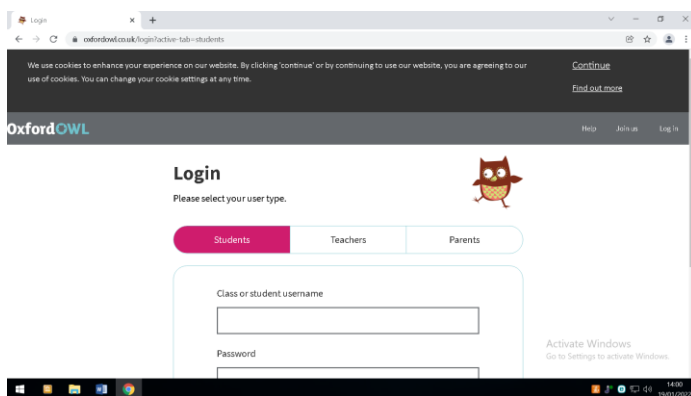 Login
oxfordowl.co.uk/login?active-tab=students
We use cookies to enhance your experience on our website. By clicking 'continue' or by continuing to use our website, you are agreeing to our
use of cookies. You can change your cookie settings at any time.
Continue
Find out more
OxfordOWL
Help Join us Log in
Login
Please select your user type.
Students Teachers Parents
Class or student username
Password
Activate Windows
Go to Settings to activate Windows.
14:00
19/01/2022